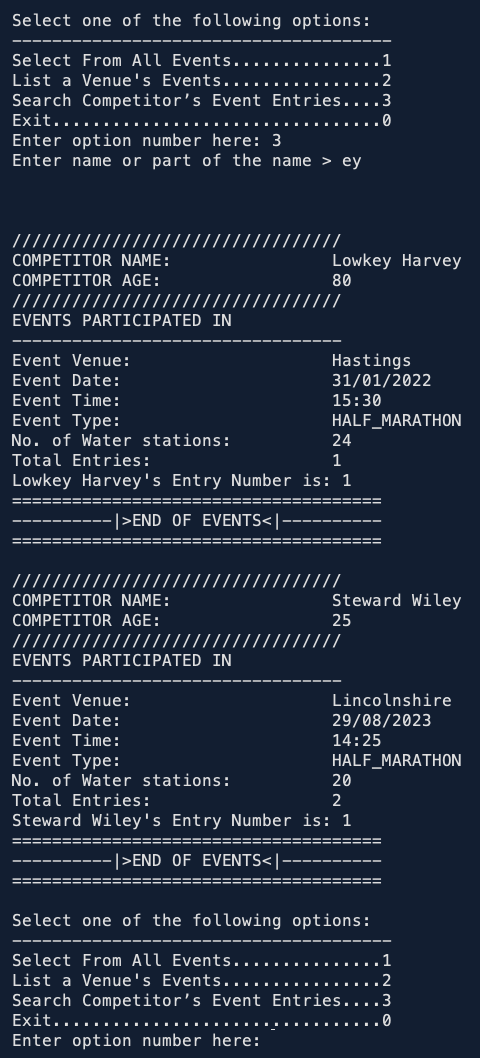 Select one of the following options:
--------------------------------------
Select From All Events...............1
List a Venue's Events................2
Search Competitor’s Event Entries....3
Exit.................................0
Enter option number here: 3
Enter name or part of the name > ey
/////////////////////////////////
COMPETITOR NAME:                Lowkey Harvey
COMPETITOR AGE:                 80
/////////////////////////////////
EVENTS PARTICIPATED IN
---------------------------------
Event Venue:                    Hastings
Event Date:                     31/01/2022
Event Time:                     15:30
Event Type:                     HALF_MARATHON
No. of Water stations:          24
Total Entries:                  1
Lowkey Harvey's Entry Number is: 1
=====================================
----------|>END OF EVENTS<|----------
=====================================
/////////////////////////////////
COMPETITOR NAME:                Steward Wiley
COMPETITOR AGE:                 25
/////////////////////////////////
EVENTS PARTICIPATED IN
---------------------------------
Event Venue:                    Lincolnshire
Event Date:                     29/08/2023
Event Time:                     14:25
Event Type:                     HALF_MARATHON
No. of Water stations:          20
Total Entries:                  2
Steward Wiley's Entry Number is: 1
=====================================
----------|>END OF EVENTS<|----------
=====================================
Select one of the following options:
--------------------------------------
Select From All Events...............1
List a Venue's Events................2
Search Competitor’s Event Entries....3
Exit.................................0
Enter option number here: